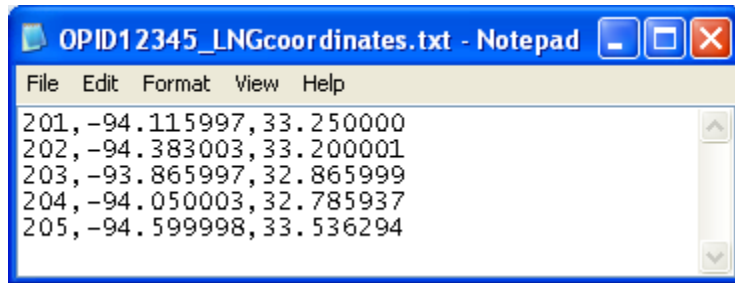 OPID12345_LNGcoordinates.txt - Notepad
File Edit Format View Help
201,-94.115997,33.250000
202,-94.383003,33.200001
203,-93.865997,32.865999
204,-94.050003,32.785937
205,-94.599998,33.536294